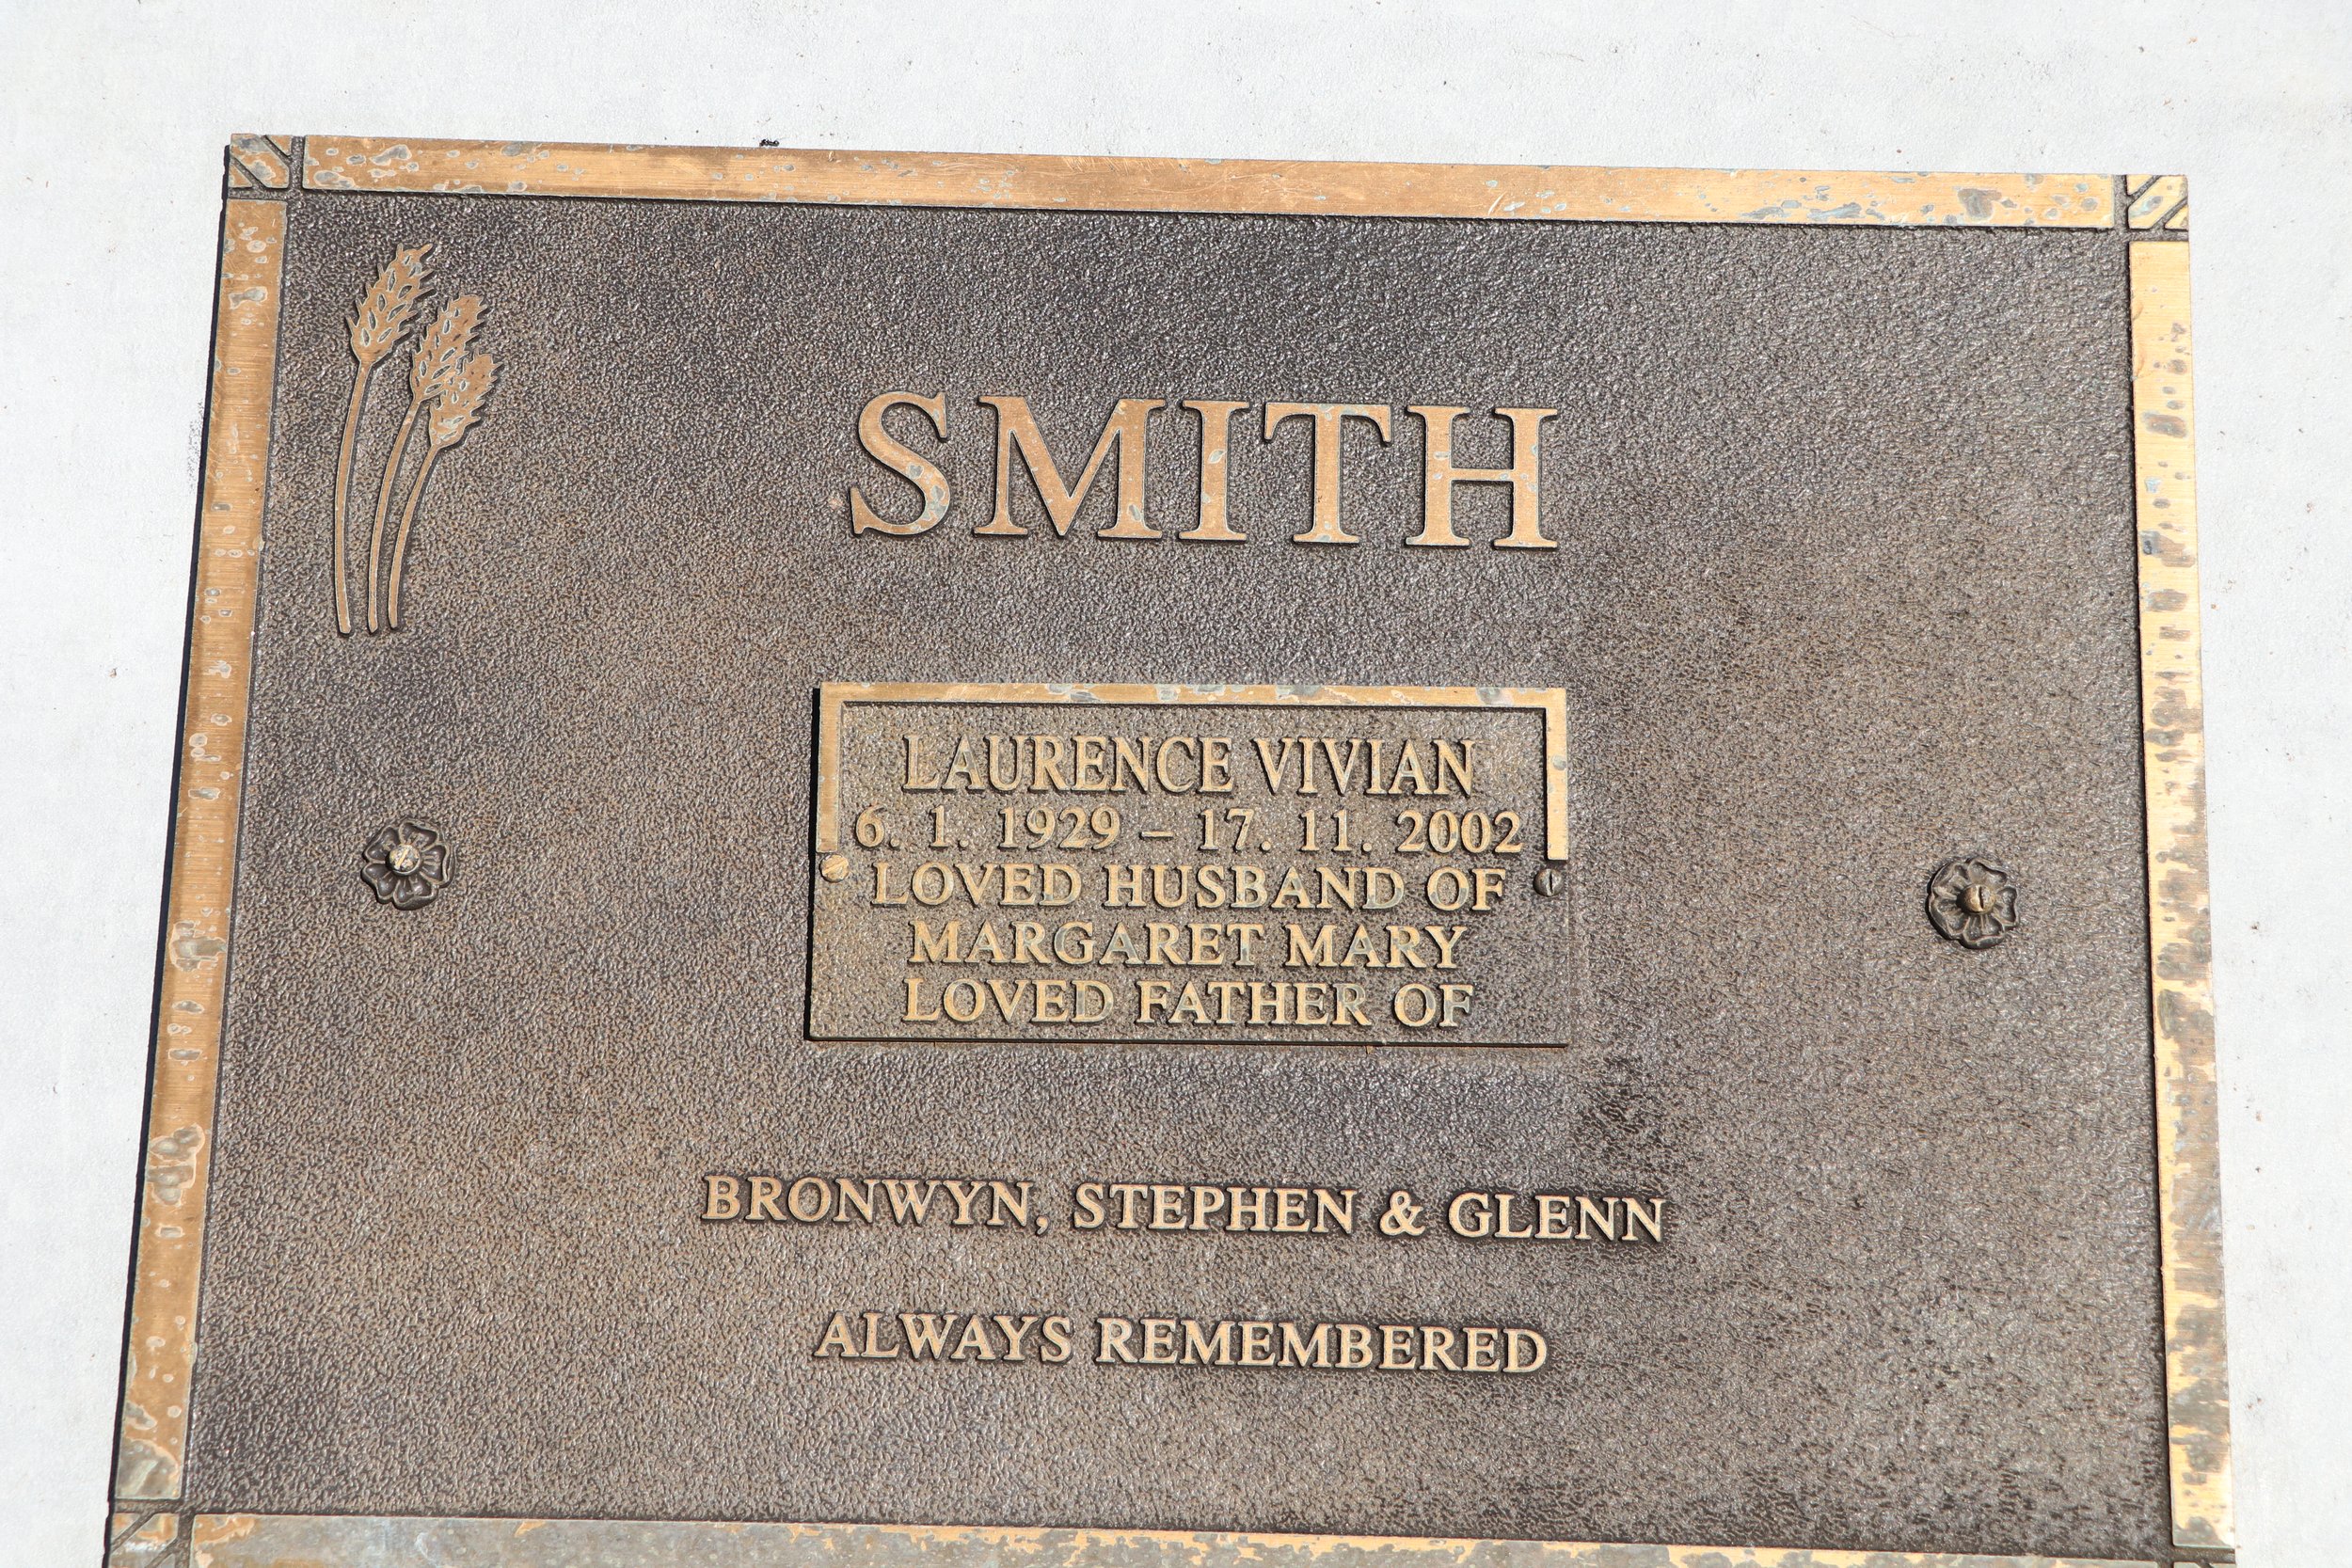 SMITH
LAURENCE VIVIAN
6. 1. 1929 – 17. 11. 2002
LOVED HUSBAND OF
MARGARET MARY
LOVED FATHER OF
BRONWYN, STEPHEN & GLENN
ALWAYS REMEMBERED